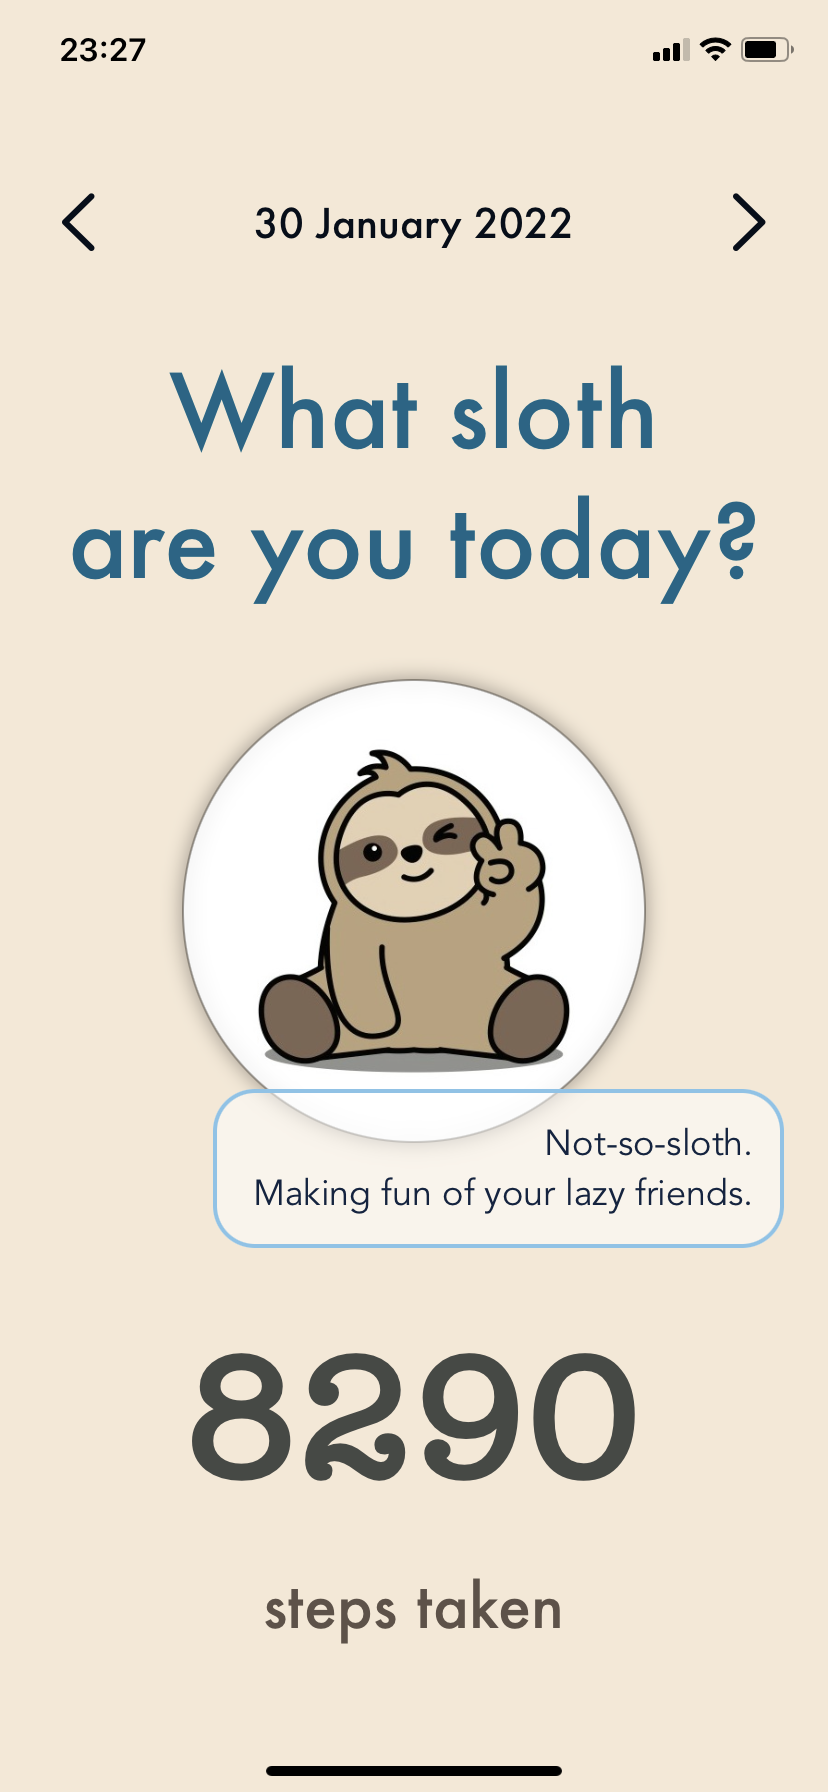 23:27
30 January 2022
What sloth
are you today?
Not-so-sloth.
Making fun of your lazy friends.
8290
steps taken